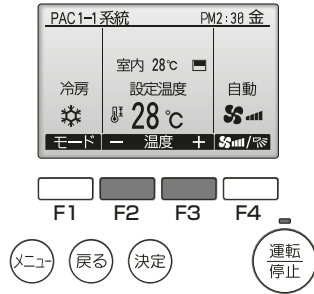 PAC1-1系統 PM2:30 金
室内 28℃
冷房 設定温度 自動
28℃
モード － 温度 ＋ /
F1 F2 F3 F4
メニュー 戻る 決定 運転
停止